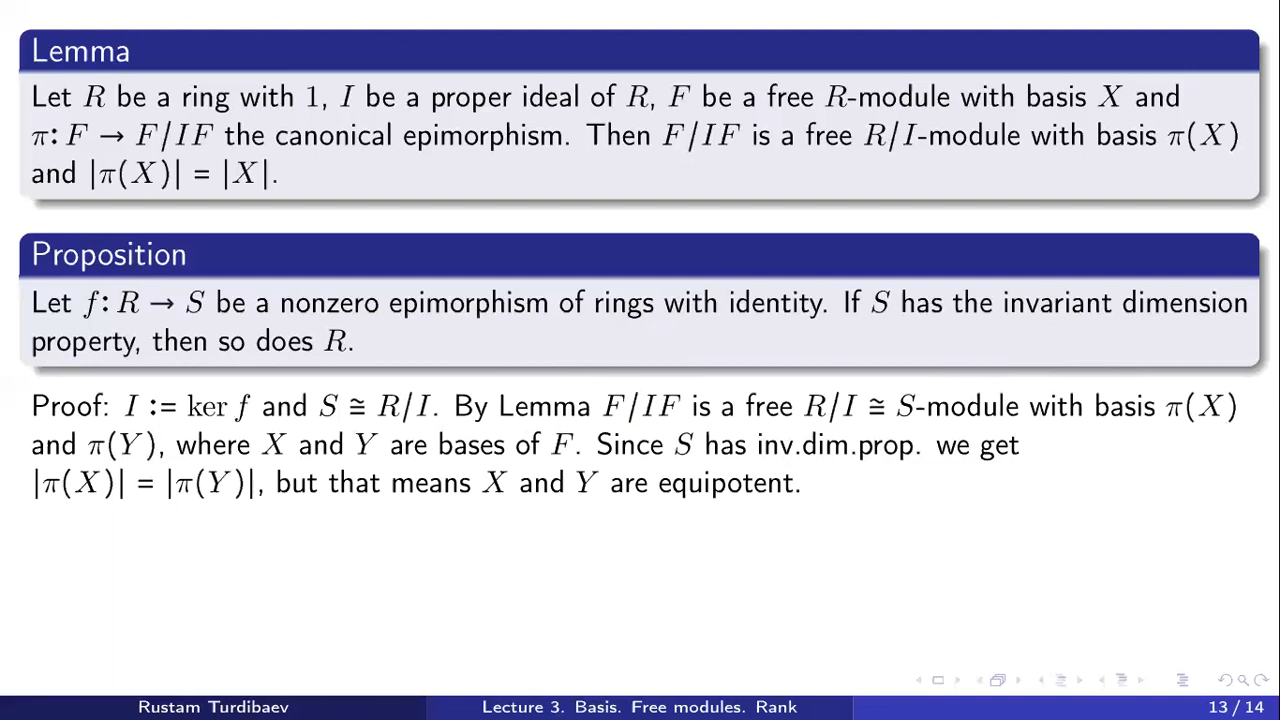 Lemma
Let R be a ring with 1, I be a proper ideal of R, F be a free R-module with basis X and
π: F → F/IF the canonical epimorphism. Then F/IF is a free R/I-module with basis π(X)
and |π(X)| = |X|.
Proposition
Let f: R → S be a nonzero epimorphism of rings with identity. If S has the invariant dimension
property, then so does R.
Proof: I := ker f and S ≅ R/I. By Lemma F/IF is a free R/I ≅ S-module with basis π(X)
and π(Y), where X and Y are bases of F. Since S has inv.dim.prop. we get
|π(X)| = |π(Y)|, but that means X and Y are equipotent.
Rustam Turdibaev
Lecture 3. Basis. Free modules. Rank
13 / 14